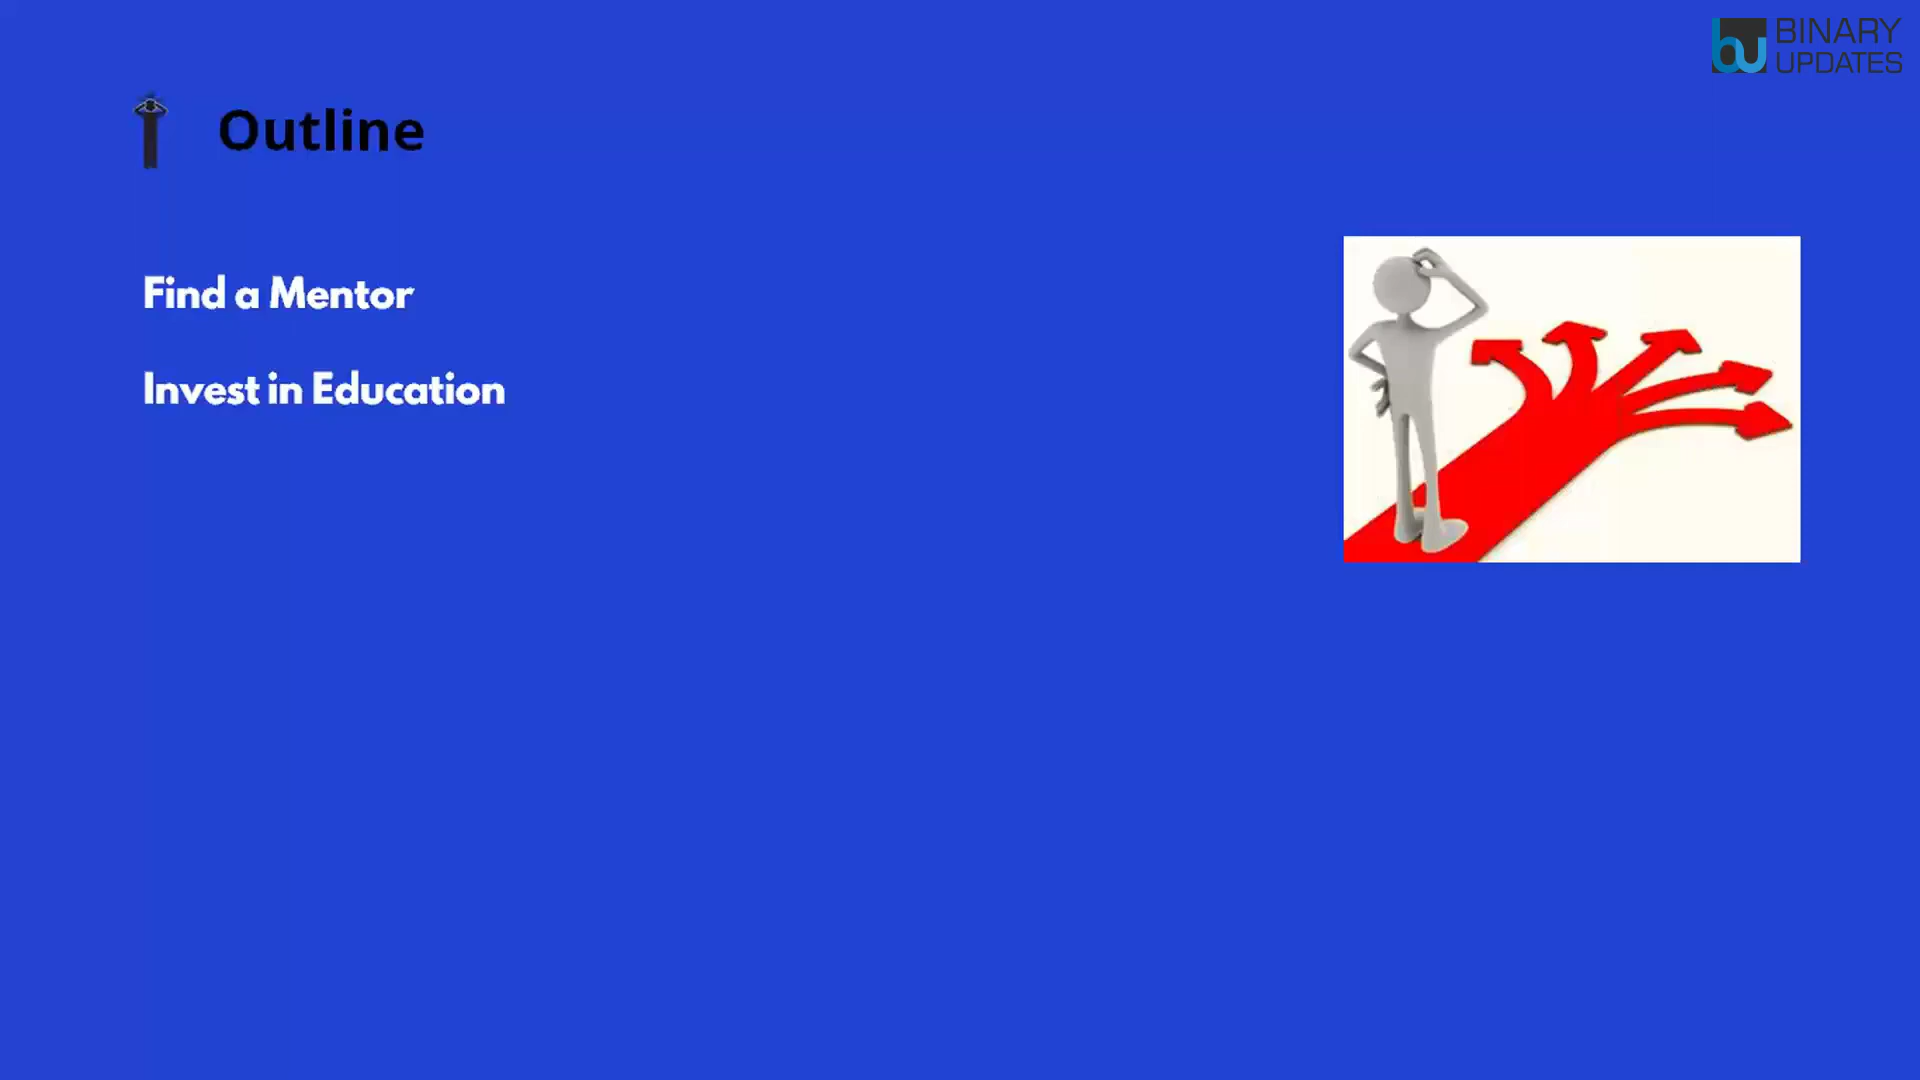 BINARY
UPDATES
Outline
Find a Mentor
Invest in Education